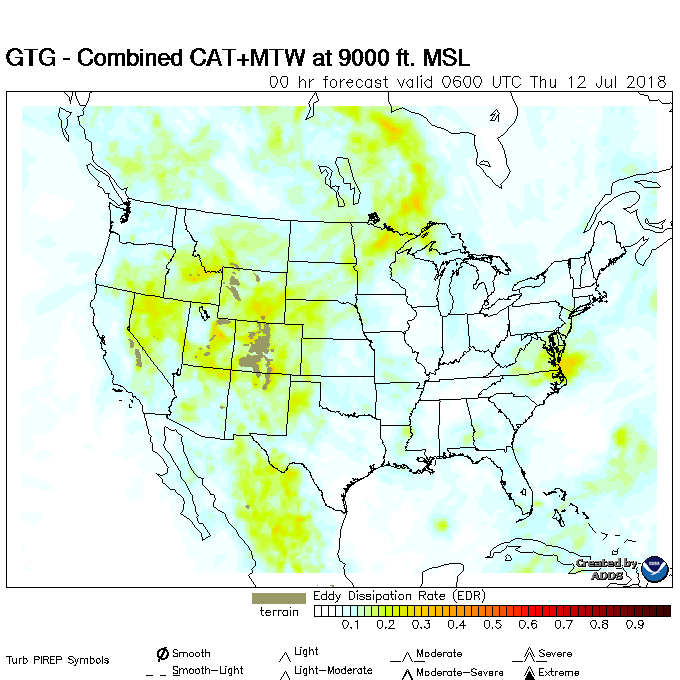 GTG - Combined CAT+MTW at 9000 ft. MSL
00 hr forecast valid 0600 UTC Thu 12 Jul 2018
Created by
ADDS
Eddy Dissipation Rate (EDR)
terrain
0.1 0.2 0.3 0.4 0.5 0.6 0.7 0.8 0.9
Turb PIREP Symbols
Smooth Light Moderate Severe
Smooth-Light Light-Moderate Moderate-Severe Extreme